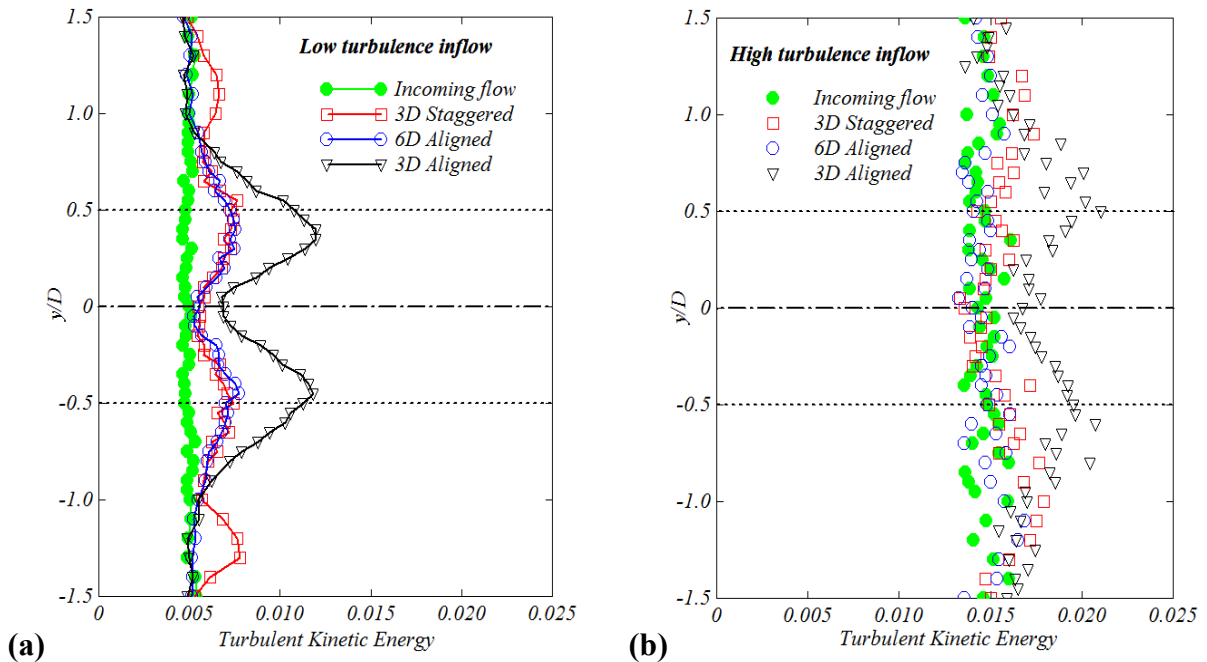 (a)
1.5
1.0
0.5
0
-0.5
-1.0
-1.5
y/D
Low turbulence inflow
Incoming flow
3D Staggered
6D Aligned
3D Aligned
0 0.005 0.010 0.015 0.020 0.025
Turbulent Kinetic Energy
(b)
1.5
1.0
0.5
0
-0.5
-1.0
-1.5
y/D
High turbulence inflow
Incoming flow
3D Staggered
6D Aligned
3D Aligned
0 0.005 0.010 0.015 0.020 0.025
Turbulent Kinetic Energy